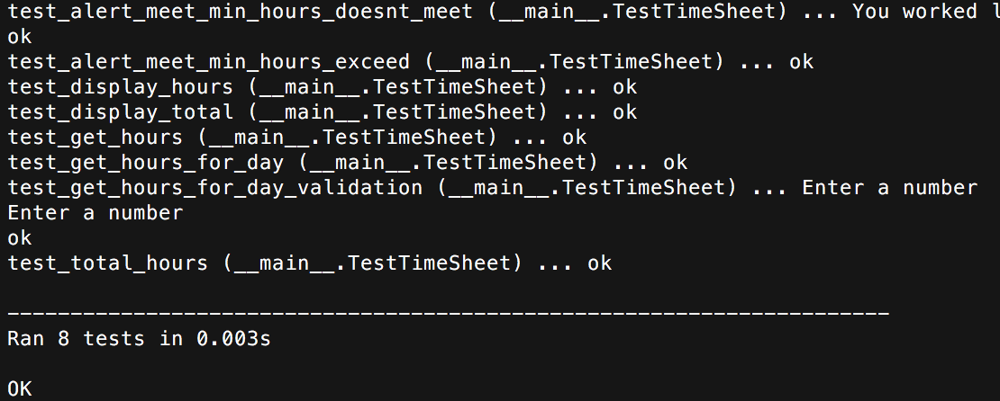 test_alert_meet_min_hours_doesnt_meet (__main__.TestTimeSheet) ... You worked
ok
test_alert_meet_min_hours_exceed (__main__.TestTimeSheet) ... ok
test_display_hours (__main__.TestTimeSheet) ... ok
test_display_total (__main__.TestTimeSheet) ... ok
test_get_hours (__main__.TestTimeSheet) ... ok
test_get_hours_for_day (__main__.TestTimeSheet) ... ok
test_get_hours_for_day_validation (__main__.TestTimeSheet) ... Enter a number
Enter a number
ok
test_total_hours (__main__.TestTimeSheet) ... ok
----------------------------------------------------------------------
Ran 8 tests in 0.003s
OK